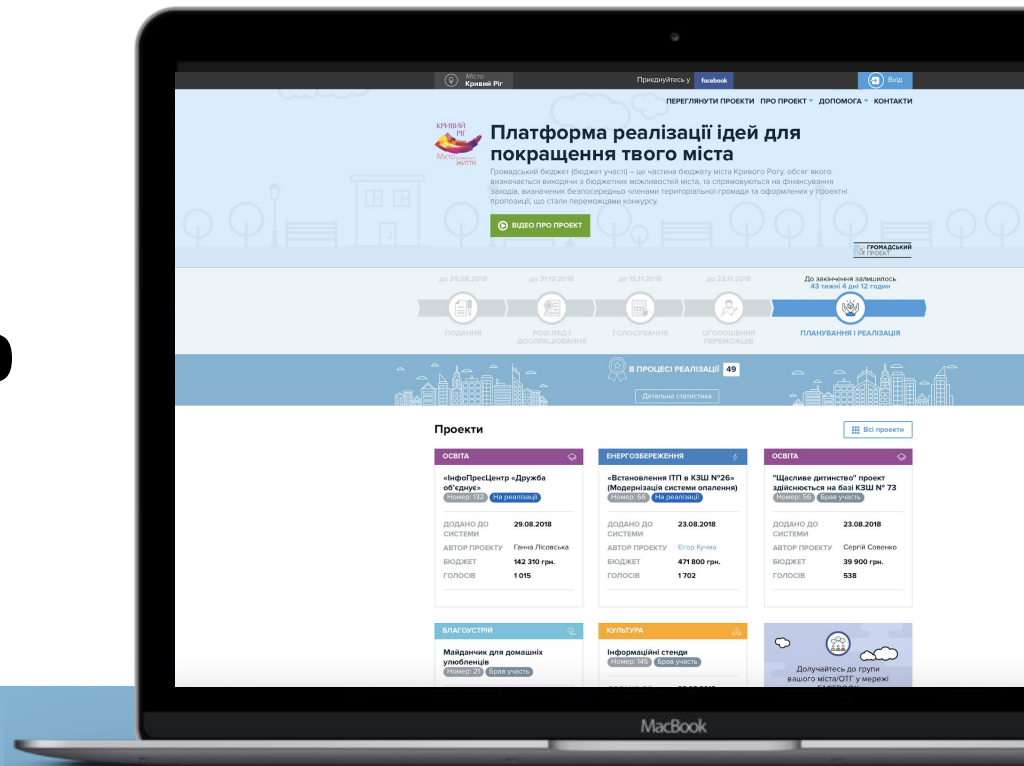 Місто
Кривий Ріг
Приєднуйтесь у facebook
Вхід
ПЕРЕГЛЯНУТИ ПРОЕКТИ ПРО ПРОЕКТ ДОПОМОГА КОНТАКТИ
КРИВИЙ
РІГ
Місто
ЖИТТЯ
Платформа реалізації ідей для
покращення твого міста
Громадський бюджет (бюджет участі) – це частина бюджету міста Кривого Рогу, обсяг якого
визначається виходячи з бюджетних можливостей міста, та спрямовуються на фінансування
заходів, визначених безпосередньо членами територіальної громади та оформлених у проектні
пропозиції, що стали переможцями конкурсу.
ВІДЕО ПРО ПРОЕКТ
ГРОМАДСЬКИЙ
ПРОЕКТ
до 29.08.2018
до 31.10.2018
до 15.11.2018
до 22.11.2018
До закінчення залишилось
43 тижні 4 дні 12 годин
ПОДАННЯ
РОЗГЛЯД І
ДООПРАЦЮВАННЯ
ГОЛОСУВАННЯ
ОГОЛОШЕННЯ
ПЕРЕМОЖЦІВ
ПЛАНУВАННЯ І РЕАЛІЗАЦІЯ
В ПРОЦЕСІ РЕАЛІЗАЦІЇ 49
Детальна статистика
Проекти
Всі проекти
ОСВІТА
«ІнфоПресЦентр «Дружба
об'єднує»
Номер: 132 На реалізації
ДОДАНО ДО
СИСТЕМИ
29.08.2018
АВТОР ПРОЕКТУ Ганна Лісовська
БЮДЖЕТ 142 310 грн.
ГОЛОСІВ 1 015
ЕНЕРГОЗБЕРЕЖЕННЯ
«Встановлення ІТП в КЗШ №26»
(Модернізація системи опалення)
Номер: 66 На реалізації
ДОДАНО ДО
СИСТЕМИ
23.08.2018
АВТОР ПРОЕКТУ Єгор Кучма
БЮДЖЕТ 471 800 грн.
ГОЛОСІВ 1 702
ОСВІТА
"Щасливе дитинство" проект
здійснюється на базі КЗШ № 73
Номер: 56 Брав участь
ДОДАНО ДО
СИСТЕМИ
23.08.2018
АВТОР ПРОЕКТУ Сергій Совенко
БЮДЖЕТ 39 900 грн.
ГОЛОСІВ 538
БЛАГОУСТРІЙ
Майданчик для домашніх
улюбленців
Номер: 21 Брав участь
КУЛЬТУРА
Інформаційні стенди
Номер: 145 Брав участь
Долучайтесь до групи
вашого міста/ОТГ у мережі
FACEBOOK
MacBook